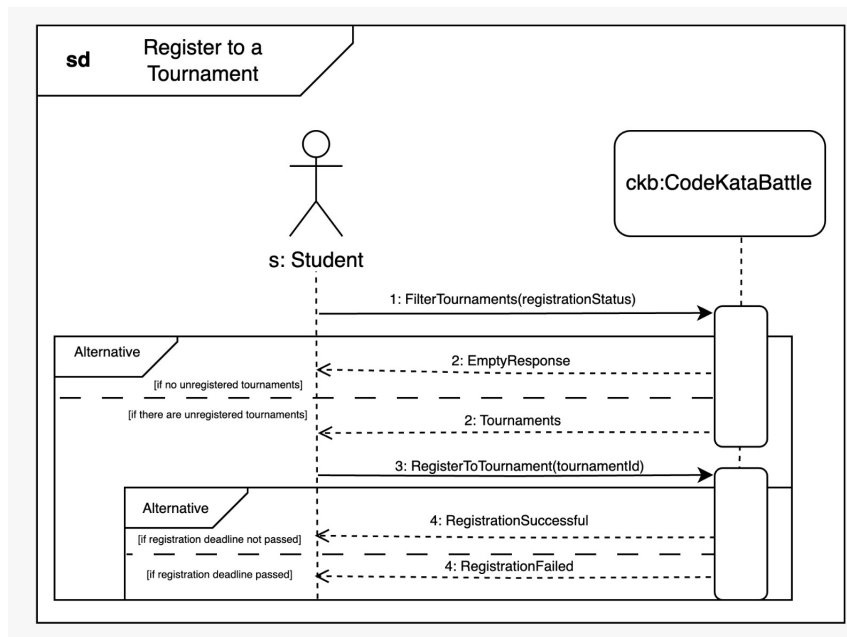 sd
Register to a
Tournament
s: Student
ckb:CodeKataBattle
1: FilterTournaments(registrationStatus)
Alternative
2: EmptyResponse
[if no unregistered tournaments]
[if there are unregistered tournaments]
2: Tournaments
3: RegisterToTournament(tournamentId)
Alternative
4: RegistrationSuccessful
[if registration deadline not passed]
4: RegistrationFailed
[if registration deadline passed]